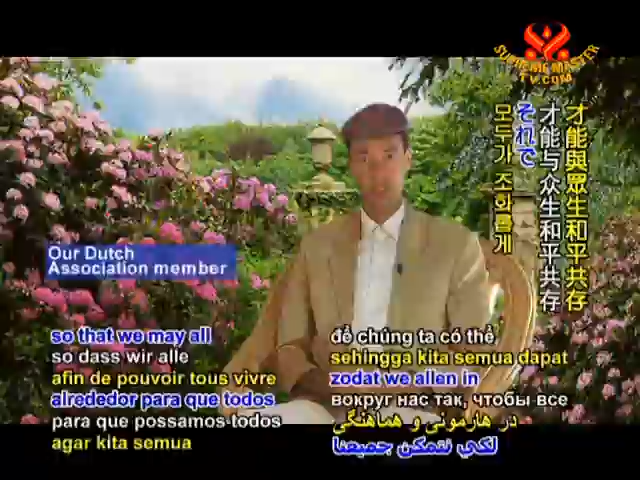 SUPREME MASTER
TV.COM
才能與眾生和平共存
才能与众生和平共存
それで
모두가 조화롭게
Our Dutch
Association member
so that we may all
so dass wir alle
afin de pouvoir tous vivre
alrededor para que todos
para que possamos todos
agar kita semua
để chúng ta có thể
sehingga kita semua dapat
zodat we allen in
вокруг нас так, чтобы все
در هارمونی و هماهنگی
لكي نتمكن جميعنا